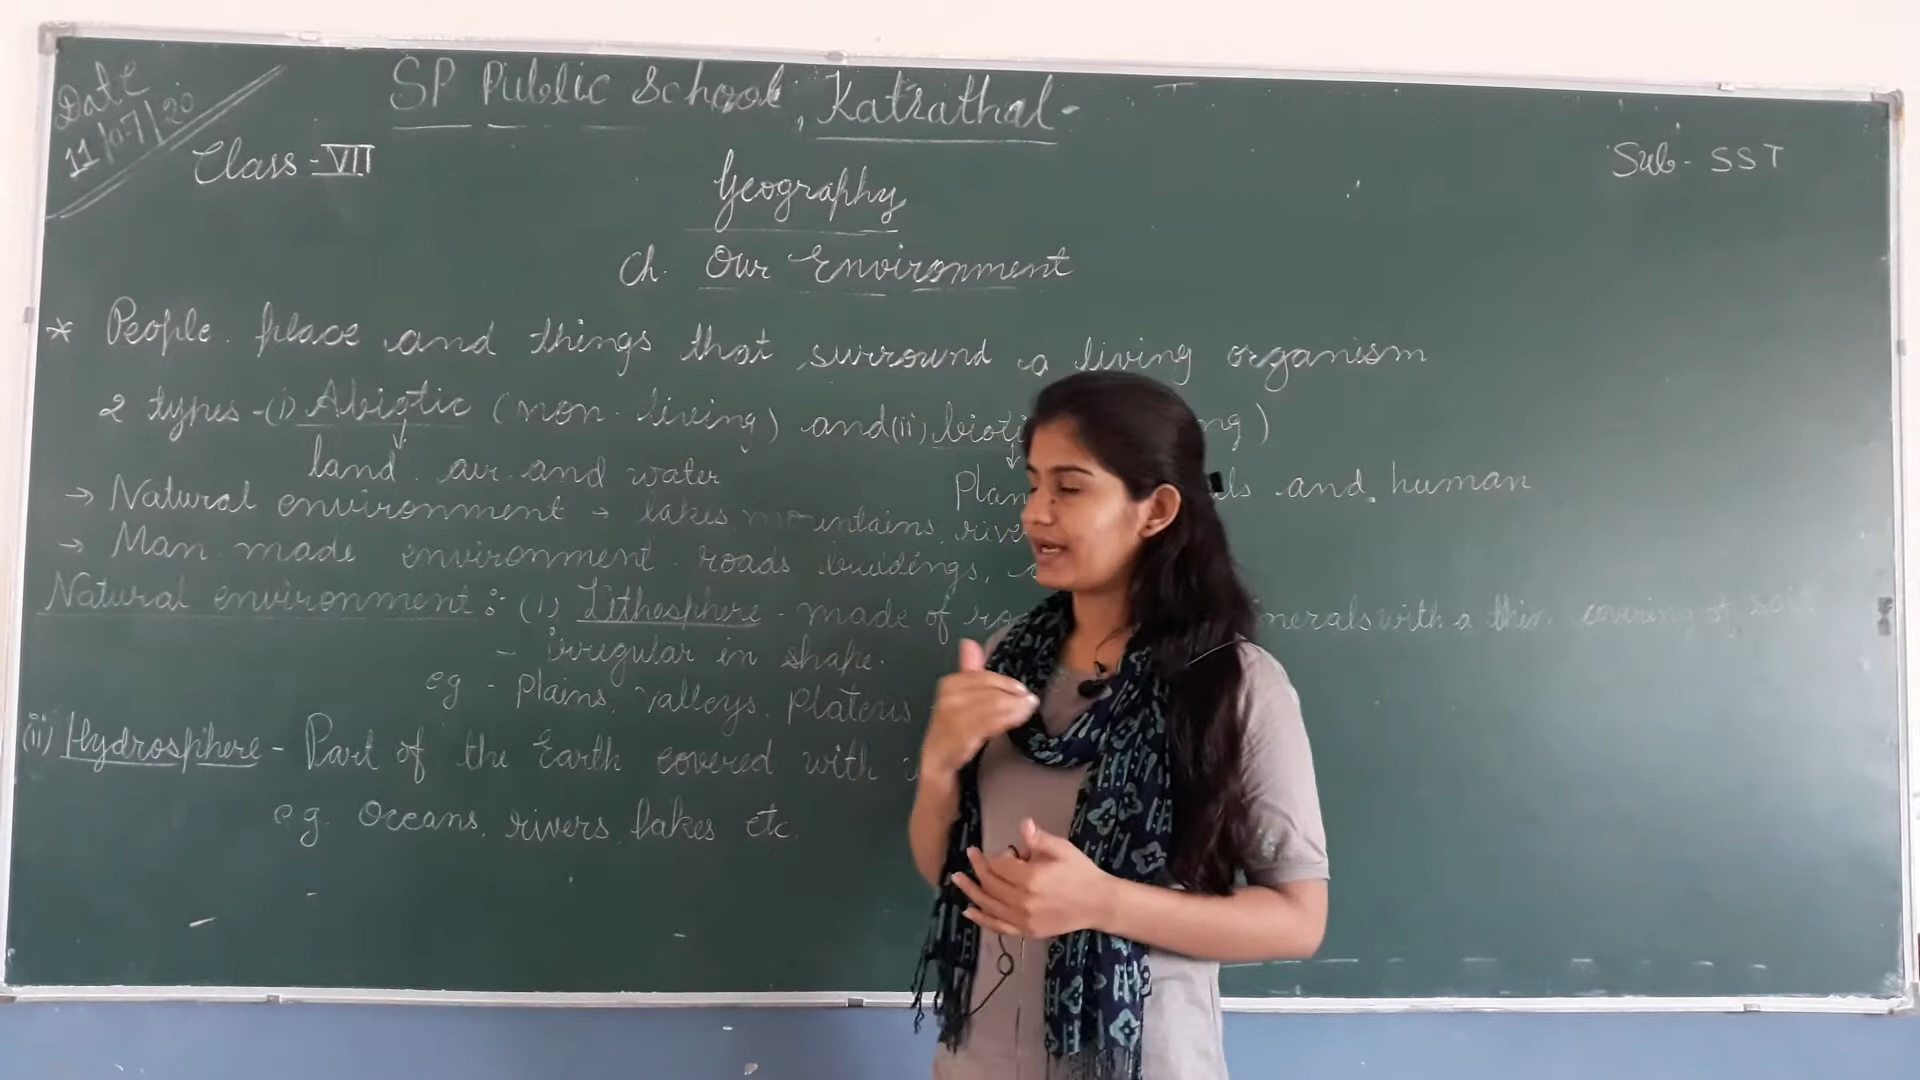 Date
11/07/20
SP Public School, Katrathal-
Class - VII
Sub- SST
Geography
Ch. Our Environment
* People. place and things that surround a living organism
2 types -(i) Abiotic (non-living) and (ii)
land. air and water
and human
→ Natural environment → lakes, mountains,
→ Man made environment. roads buildings,
Natural environment :- (1) Lithosphere - made of with a thin covering of soil
- irregular in shape.
eg - Plains, valleys, Plateus
(ii) Hydrosphere - Part of the Earth covered with
eg. Oceans, rivers, lakes etc.